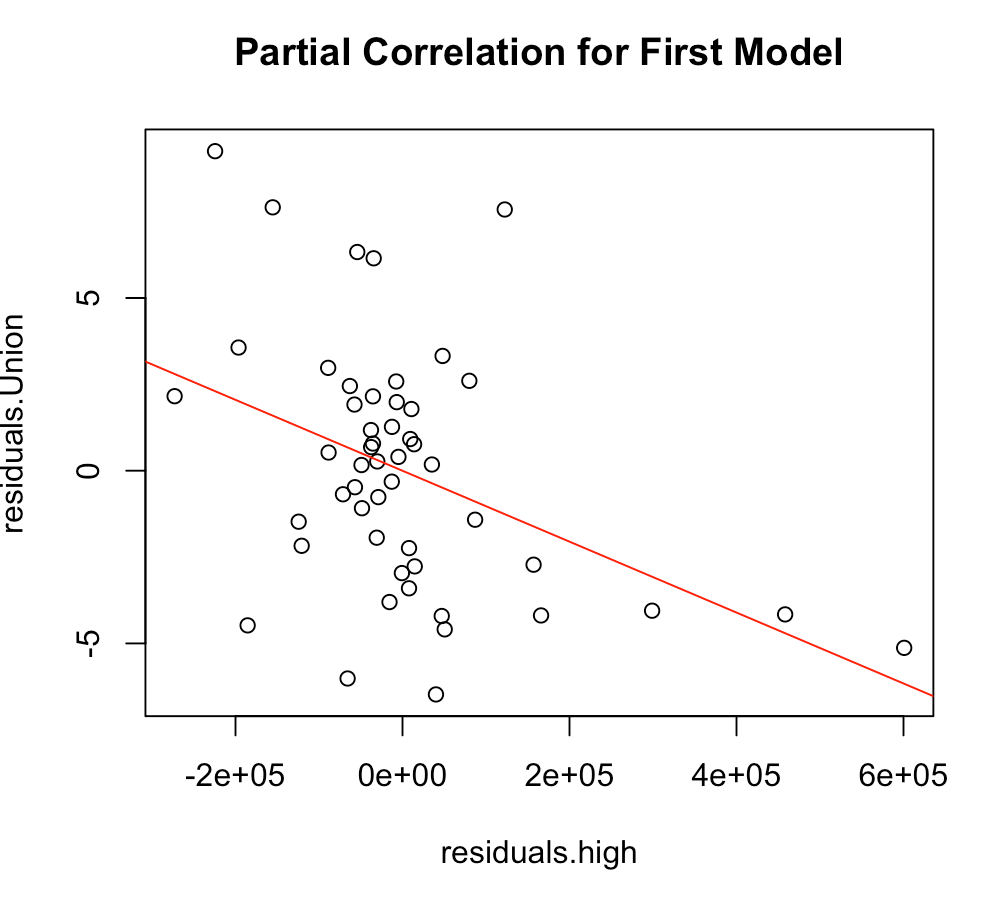 Partial Correlation for First Model
residuals.Union
5
0
-5
-2e+05 0e+00 2e+05 4e+05 6e+05
residuals.high